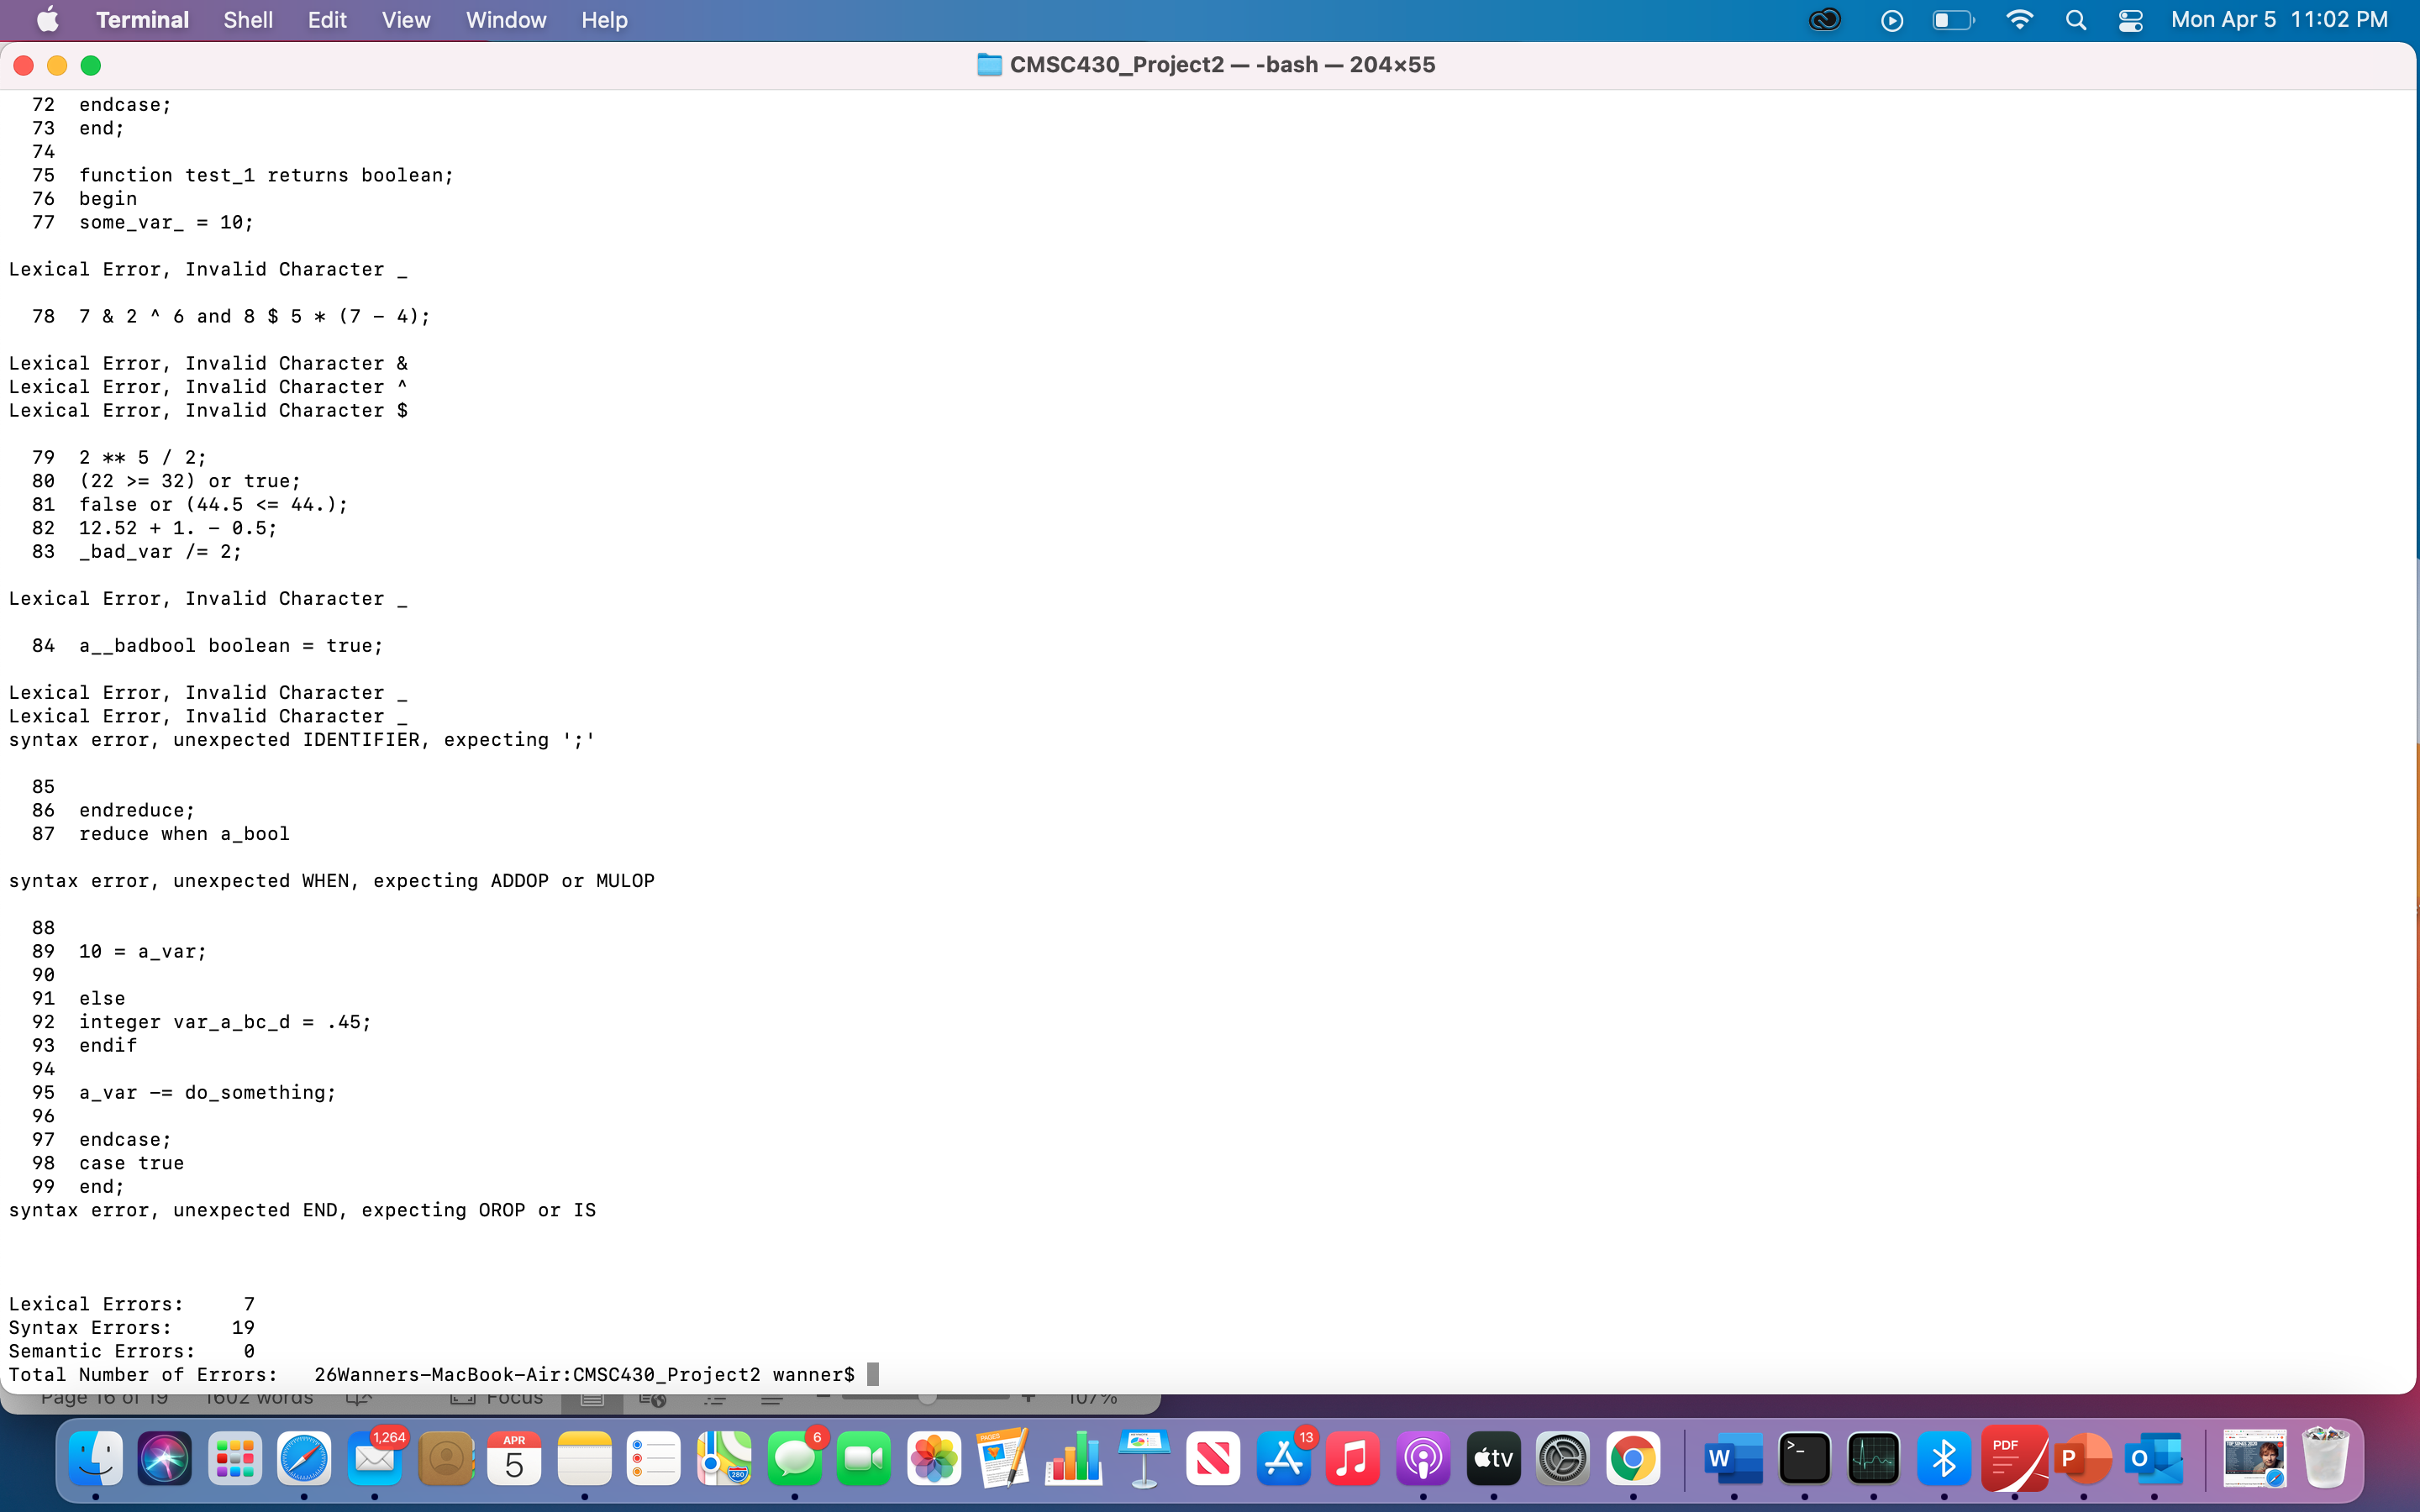 Terminal Shell Edit View Window Help Mon Apr 5 11:02 PM
CMSC430_Project2 — -bash — 204×55
72 endcase;
73 end;
74
75 function test_1 returns boolean;
76 begin
77 some_var_ = 10;
Lexical Error, Invalid Character _
78 7 & 2 ^ 6 and 8 $ 5 * (7 - 4);
Lexical Error, Invalid Character &
Lexical Error, Invalid Character ^
Lexical Error, Invalid Character $
79 2 ** 5 / 2;
80 (22 >= 32) or true;
81 false or (44.5 <= 44.);
82 12.52 + 1. - 0.5;
83 _bad_var /= 2;
Lexical Error, Invalid Character _
84 a__badbool boolean = true;
Lexical Error, Invalid Character _
Lexical Error, Invalid Character _
syntax error, unexpected IDENTIFIER, expecting ';'
85
86 endreduce;
87 reduce when a_bool
syntax error, unexpected WHEN, expecting ADDOP or MULOP
88
89 10 = a_var;
90
91 else
92 integer var_a_bc_d = .45;
93 endif
94
95 a_var -= do_something;
96
97 endcase;
98 case true
99 end;
syntax error, unexpected END, expecting OROP or IS
Lexical Errors: 7
Syntax Errors: 19
Semantic Errors: 0
Total Number of Errors: 26Wanners-MacBook-Air:CMSC430_Project2 wanner$
Page 16 of 19 1602 words Focus 107%
1,264 APR 5 6 PAGES 280 13 tv W >_ PDF P O